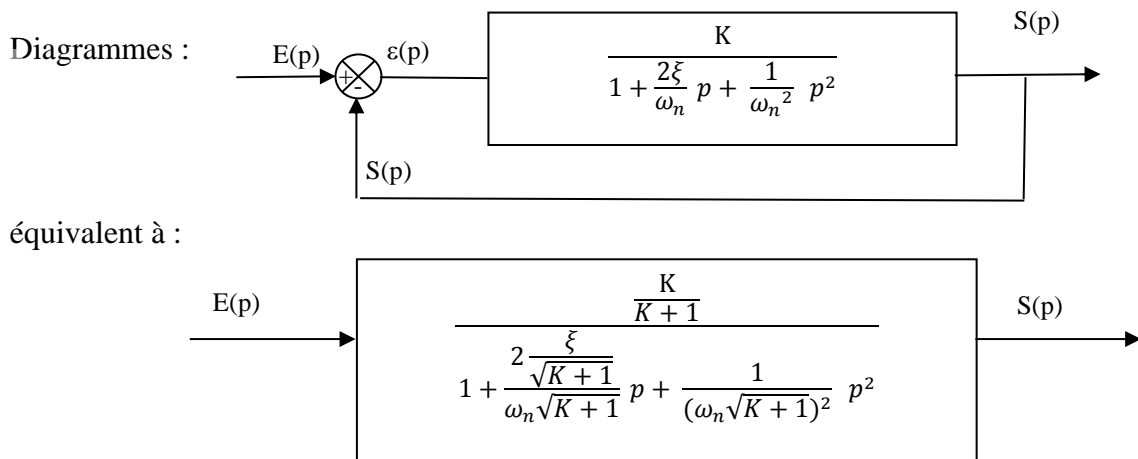 Diagrammes :
E(p)
ε(p)
S(p)
+
-
K
1 + 2ξ/ω_n p + 1/ω_n² p²
S(p)
équivalent à :
E(p)
S(p)
K/(K + 1)
1 + (2 ξ/√(K + 1))/(ω_n√(K + 1)) p + 1/(ω_n√(K + 1))² p²